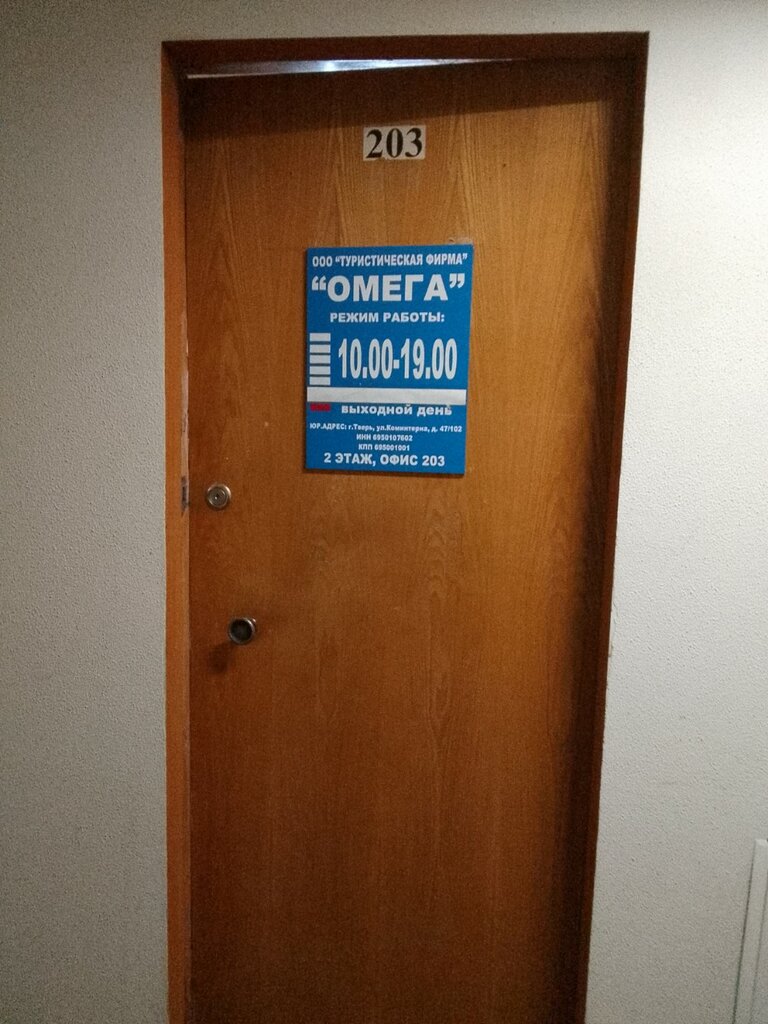 203
ООО "ТУРИСТИЧЕСКАЯ ФИРМА"
"ОМЕГА"
РЕЖИМ РАБОТЫ:
10.00-19.00
ВЫХОДНОЙ ДЕНЬ
ЮР.АДРЕС: г.Тверь, ул.Коминтерна, д. 47/102
ИНН 6950107602
КПП 695001001
2 ЭТАЖ, ОФИС 203